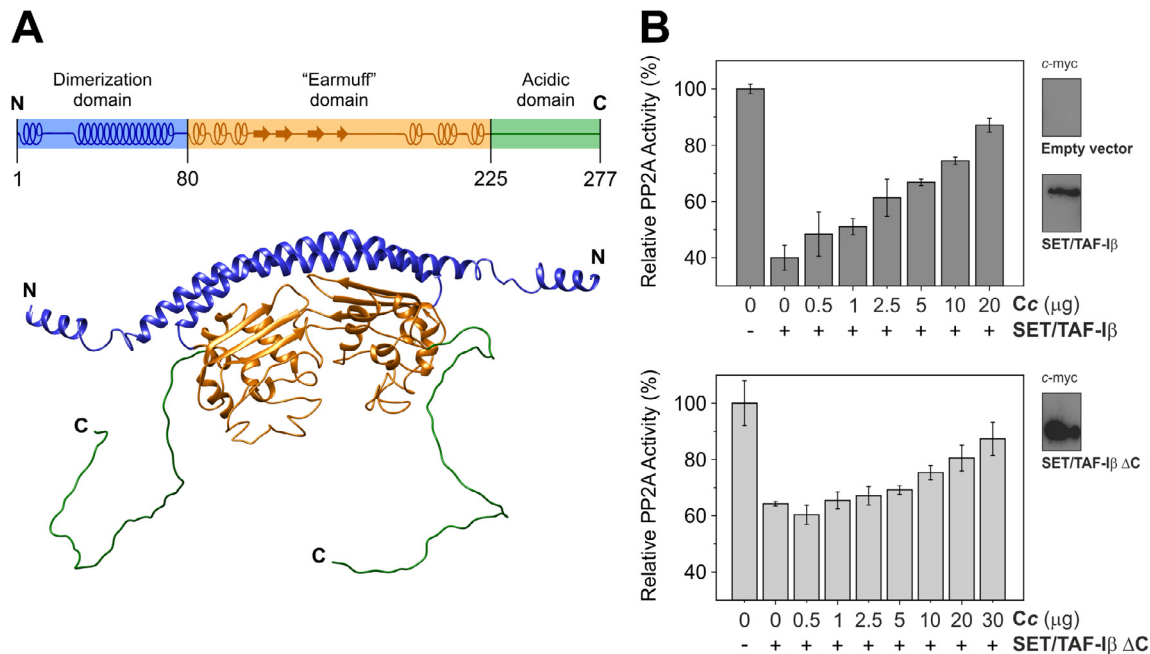 A
Dimerization domain
"Earmuff" domain
Acidic domain
N
C
1
80
225
277
N
N
C
C
B
Relative PP2A Activity (%)
100
80
60
40
0 0 0.5 1 2.5 5 10 20 Cc (μg)
- + + + + + + + SET/TAF-Iβ
c-myc
Empty vector
SET/TAF-Iβ
Relative PP2A Activity (%)
100
80
60
40
0 0 0.5 1 2.5 5 10 20 30 Cc (μg)
- + + + + + + + + SET/TAF-Iβ ΔC
c-myc
SET/TAF-Iβ ΔC